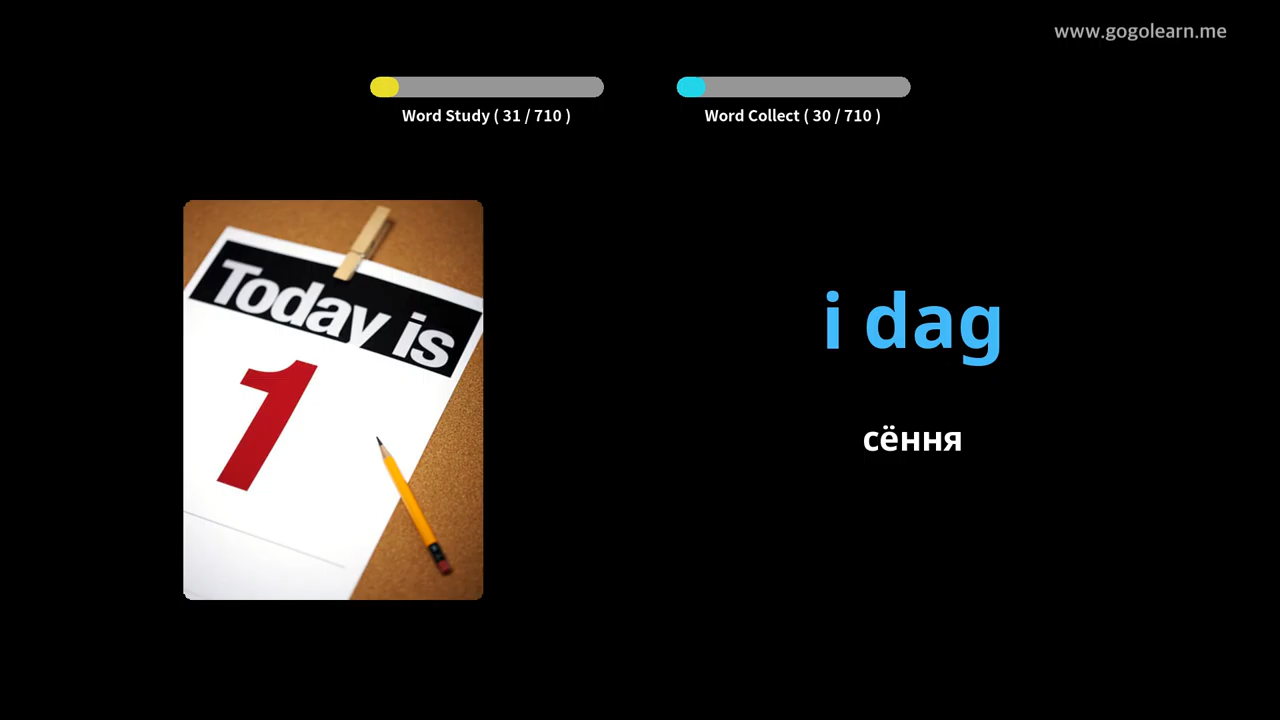 www.gogolearn.me
Word Study ( 31 / 710 )
Word Collect ( 30 / 710 )
Today is
1
i dag
сёння